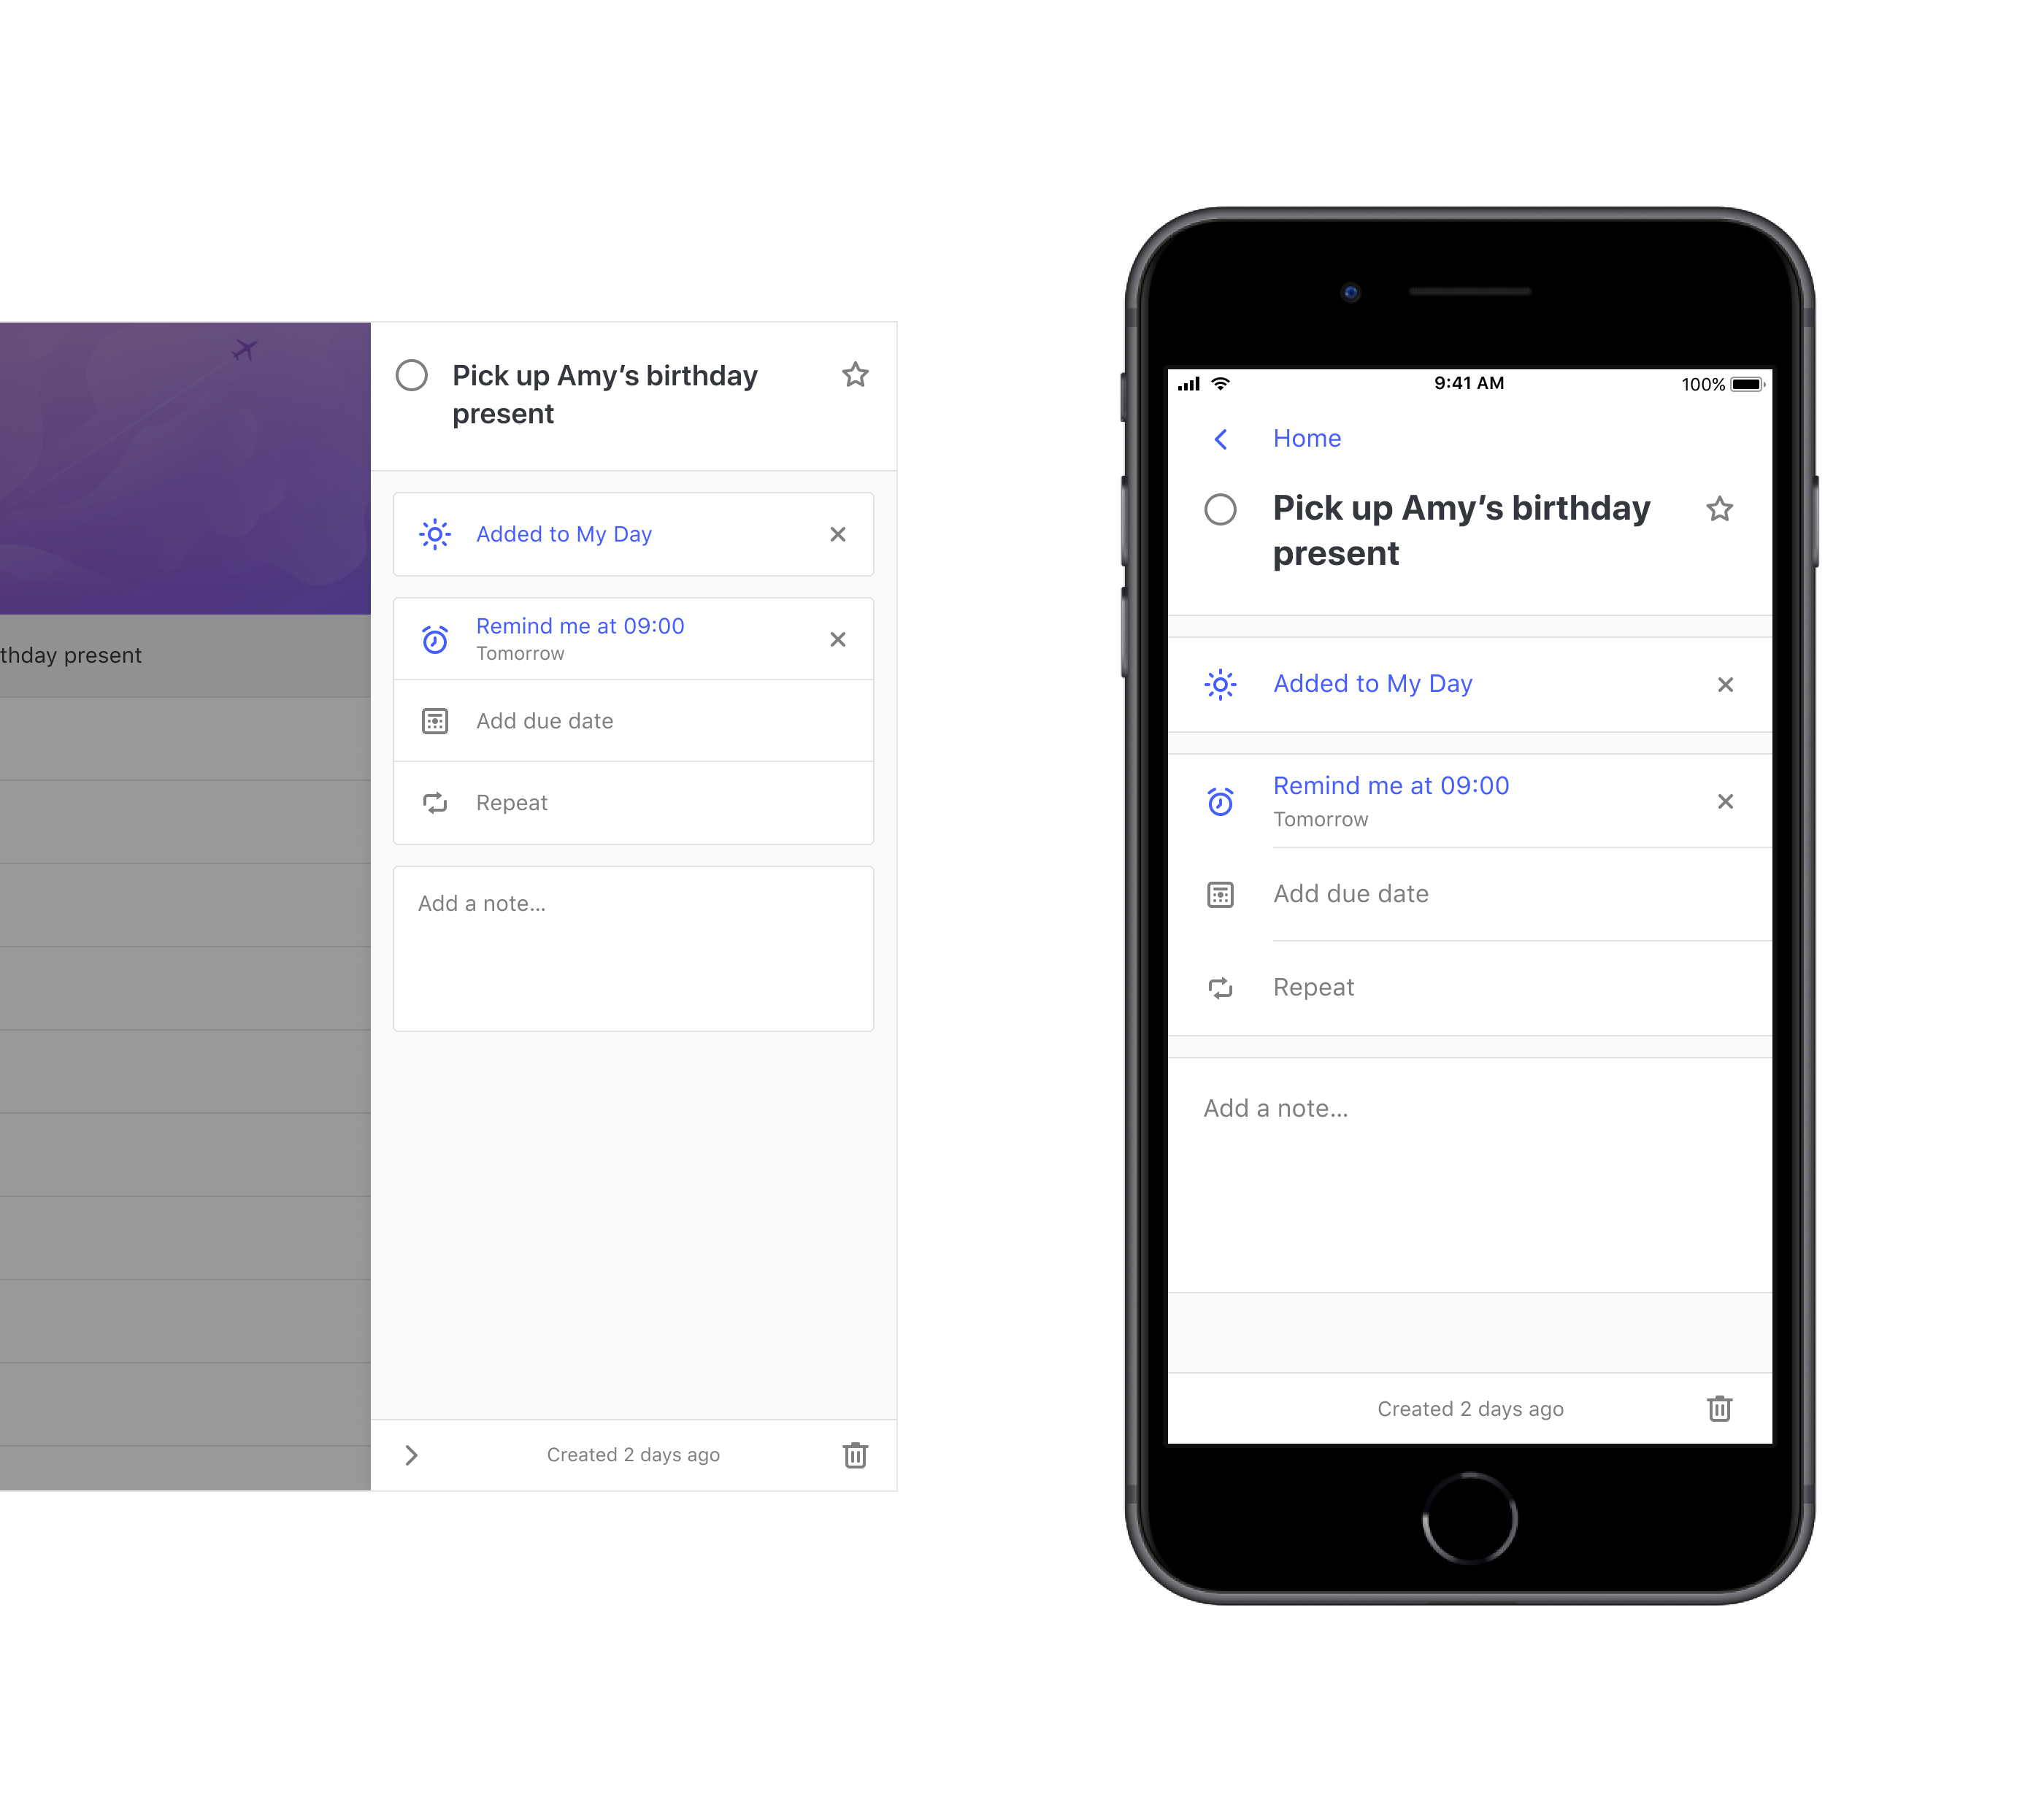 thday present
Pick up Amy’s birthday
present
Added to My Day
Remind me at 09:00
Tomorrow
Add due date
Repeat
Add a note...
Created 2 days ago
9:41 AM
100%
Home
Pick up Amy’s birthday
present
Added to My Day
Remind me at 09:00
Tomorrow
Add due date
Repeat
Add a note...
Created 2 days ago